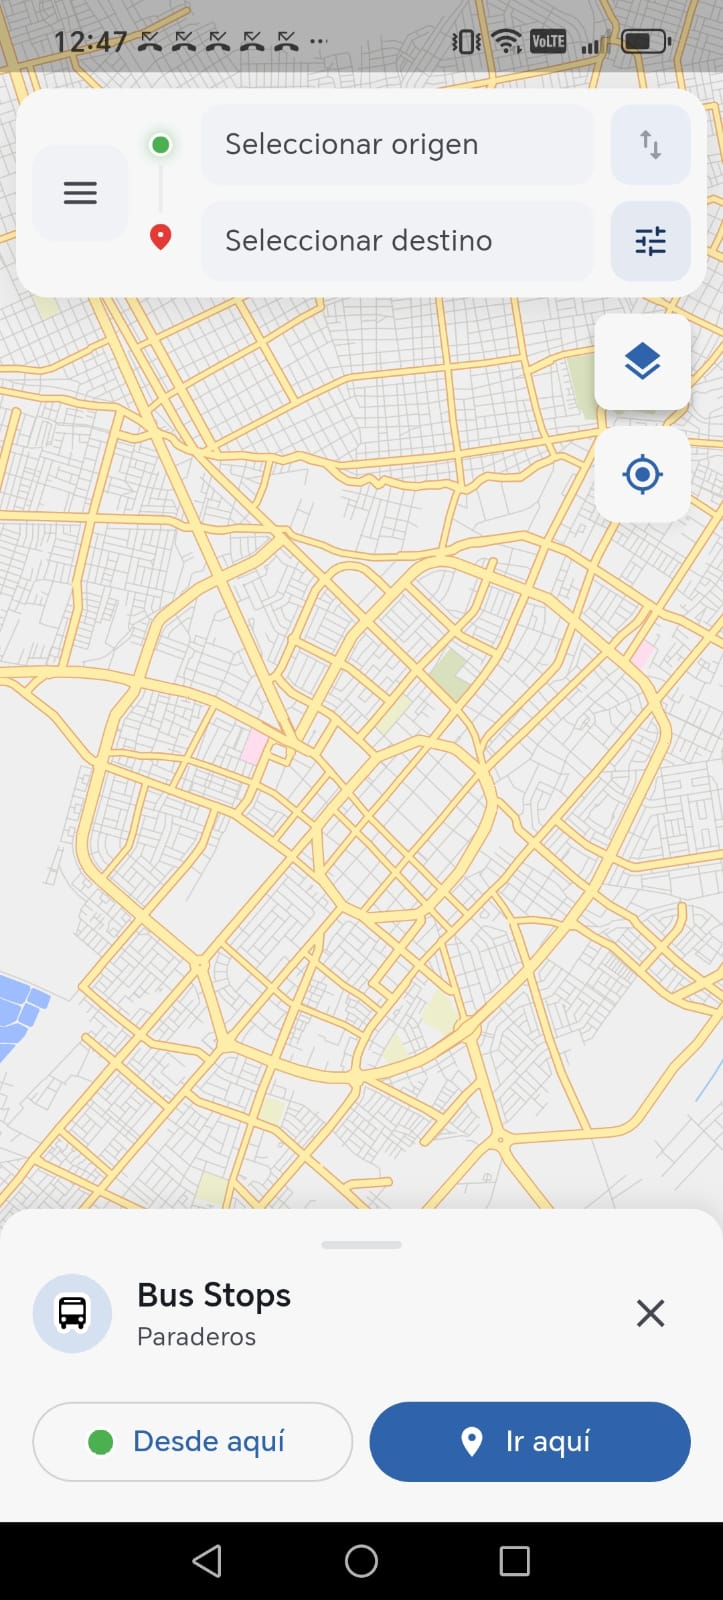 12:47
VoLTE
Seleccionar origen
Seleccionar destino
Bus Stops
Paraderos
Desde aquí
Ir aquí